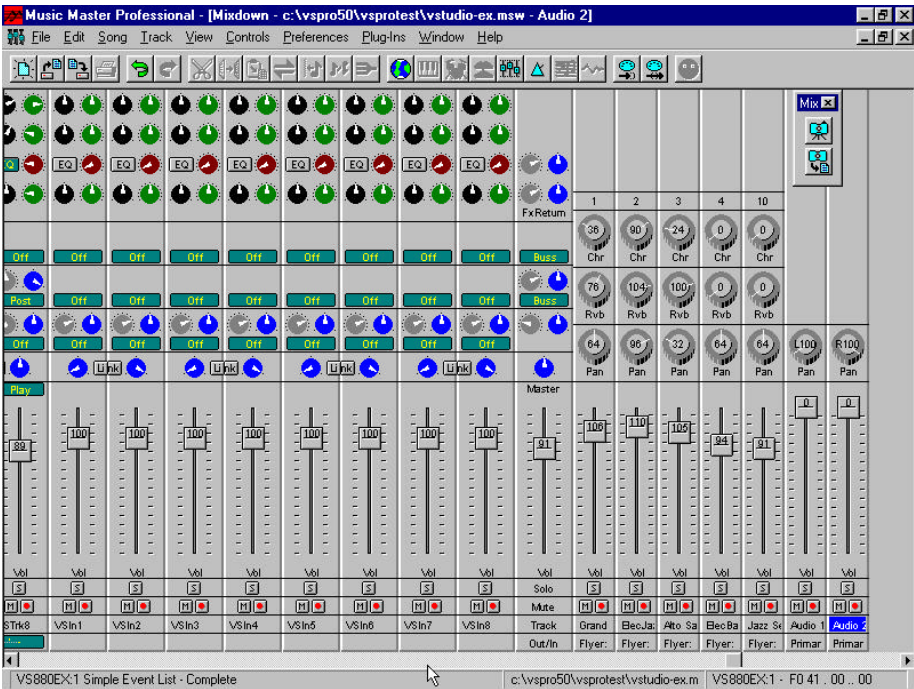 Music Master Professional - [Mixdown - c:\vspro50\vsprotest\vstudio-ex.msw - Audio 2]
File Edit Song Track View Controls Preferences Plug-Ins Window Help
Mix
EQ EQ EQ EQ EQ EQ EQ EQ
FxReturn 1 2 3 4 10
36 90 24 0 0
Off Off Off Off Off Off Off Off Off Buss Chr Chr Chr Chr Chr
76 104 100 0 0
Post Off Off Off Off Off Off Off Off Buss Rvb Rvb Rvb Rvb Rvb
64 96 32 64 64 L100 R100
Off Off Off Off Off Off Off Off Off Pan Pan Pan Pan Pan Pan Pan
Link Link Link Link
Play Master
0 0
89 100 100 100 100 100 100 100 100 91 106 110 105 94 91
Vol Vol Vol Vol Vol Vol Vol Vol Vol Vol Vol Vol Vol Vol Vol Vol
S S S S S S S S S Solo S S S S S S S
M M M M M M M M M Mute M M M M M M M
STrk8 VSIn1 VSIn2 VSIn3 VSIn4 VSIn5 VSIn6 VSIn7 VSIn8 Track Grand ElecJa: Alto Sa ElecBa Jazz Se Audio 1 Audio 2
Out/In Flyer: Flyer: Flyer: Flyer: Flyer: Primar Primar
VS880EX:1 Simple Event List - Complete c:\vspro50\vsprotest\vstudio-ex.m VS880EX:1 - F0 41 . 00 .. 00